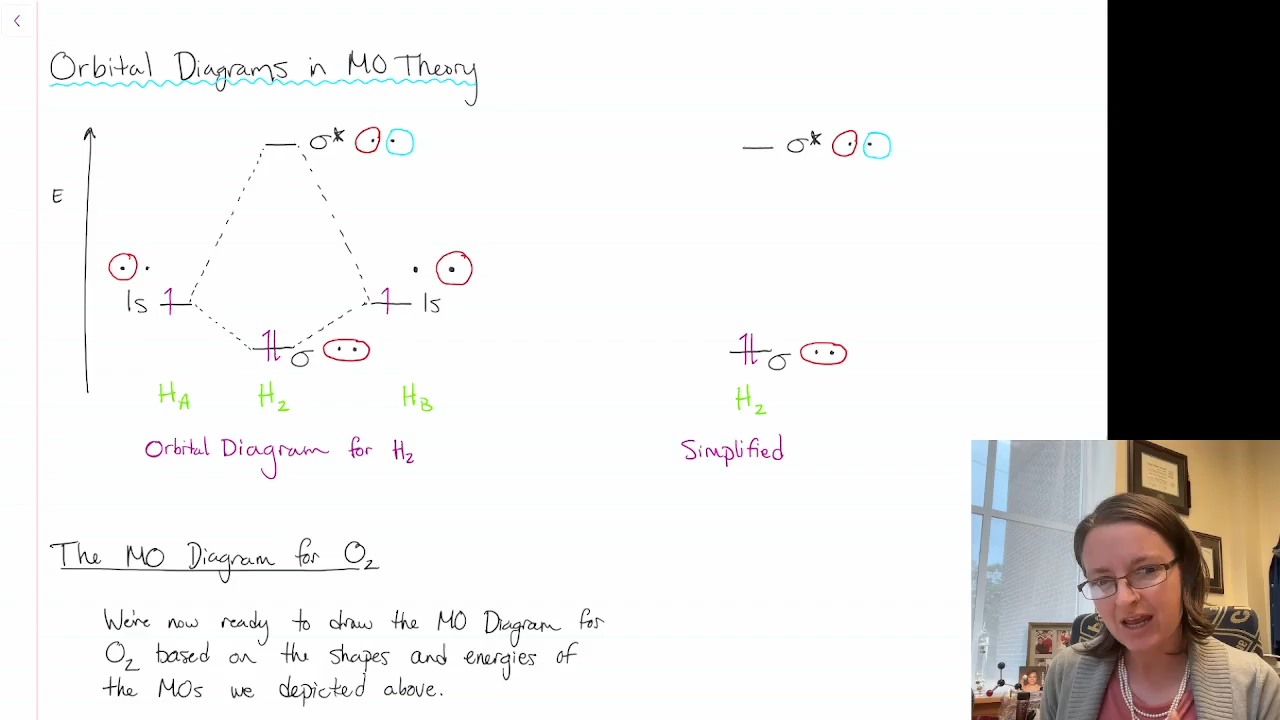 Orbital Diagrams in MO Theory
σ*
σ*
E
1s
1s
σ
σ
H_A H_2 H_B
H_2
Orbital Diagram for H_2
Simplified
The MO Diagram for O_2
We're now ready to draw the MO Diagram for
O_2 based on the shapes and energies of
the MOs we depicted above.